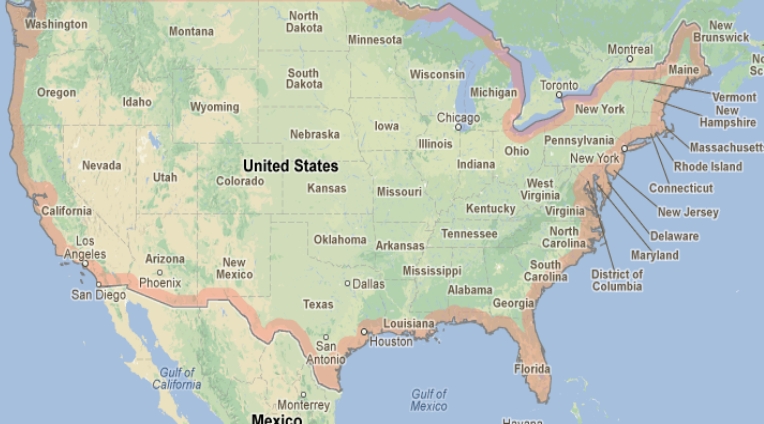 Washington
Montana
North
Dakota
Minnesota
Montreal
New
Brunswick
Maine
Oregon
Idaho
Wyoming
South
Dakota
Wisconsin
Michigan
Toronto
Vermont
New
Hampshire
New York
Chicago
Nebraska
Iowa
Illinois
Indiana
Ohio
Pennsylvania
New York
Massachusett
Rhode Island
Connecticut
New Jersey
Delaware
Maryland
District of
Columbia
Nevada
Utah
Colorado
United States
Kansas
Missouri
West
Virginia
Kentucky
Virginia
California
Los
Angeles
San Diego
Arizona
Phoenix
New
Mexico
Oklahoma
Arkansas
Tennessee
North
Carolina
South
Carolina
Mississippi
Alabama
Georgia
Dallas
Texas
Louisiana
Houston
San
Antonio
Florida
Gulf of
California
Monterrey
Gulf of
Mexico
Mexico
Havana